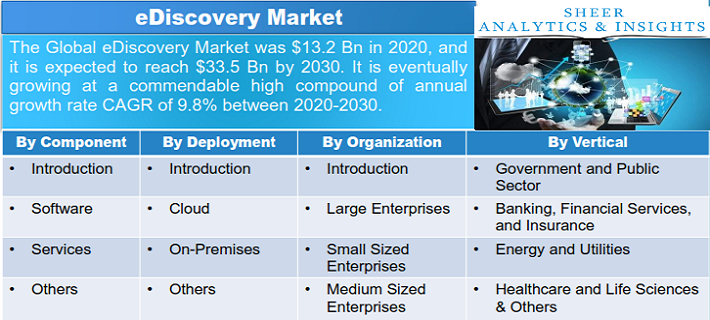 eDiscovery Market
SHEER
ANALYTICS & INSIGHTS
The Global eDiscovery Market was $13.2 Bn in 2020, and
it is expected to reach $33.5 Bn by 2030. It is eventually
growing at a commendable high compound of annual
growth rate CAGR of 9.8% between 2020-2030.
By Component By Deployment By Organization By Vertical
• Introduction • Introduction • Introduction • Government and Public
Sector
• Software • Cloud • Large Enterprises • Banking, Financial Services,
and Insurance
• Services • On-Premises • Small Sized • Energy and Utilities
Enterprises
• Others • Others • Medium Sized • Healthcare and Life Sciences
Enterprises & Others